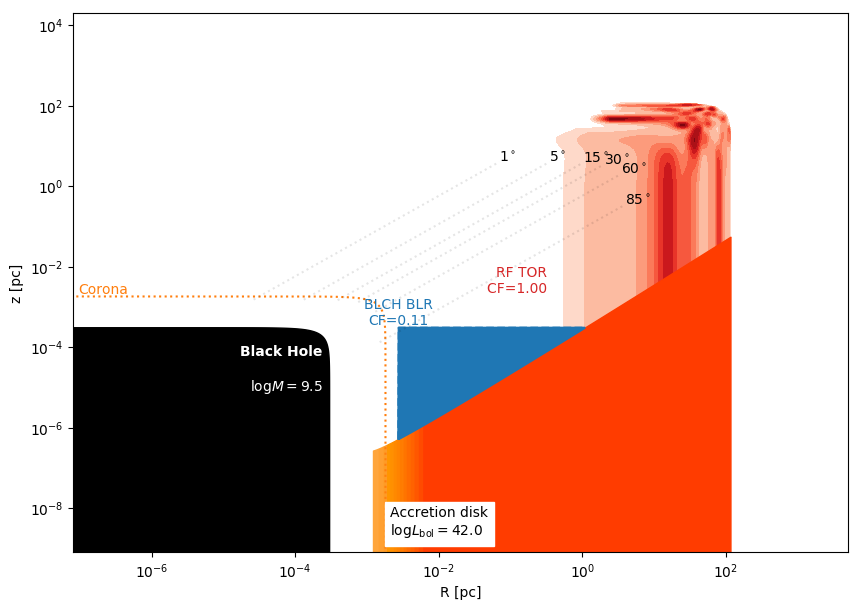 10^4
10^2
10^0
10^-2
10^-4
10^-6
10^-8
z [pc]
1°
5°
15°
30°
60°
85°
RF TOR
CF=1.00
Corona
BLCH BLR
CF=0.11
Black Hole
logM = 9.5
Accretion disk
logL_bol = 42.0
10^-6
10^-4
10^-2
10^0
10^2
R [pc]